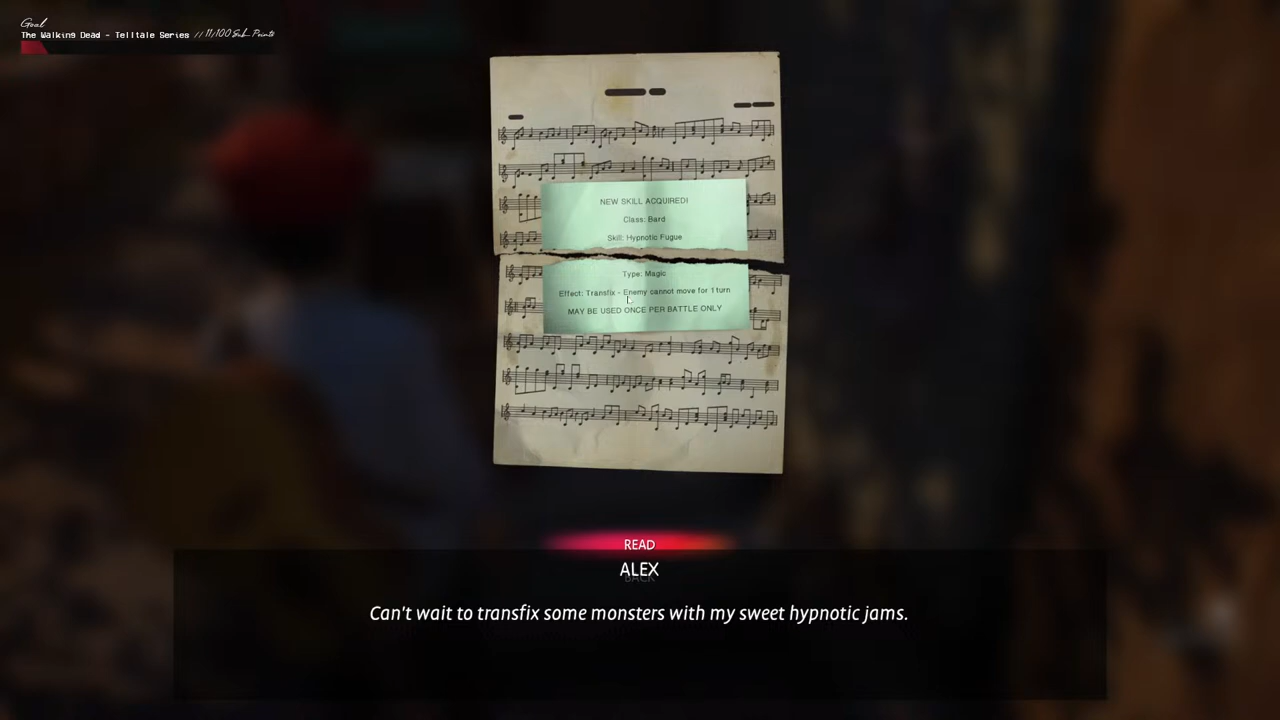 Goal
The Walking Dead - Telltale Series // 11/100 Sub Points
NEW SKILL ACQUIRED!
Class: Bard
Skill: Hypnotic Fugue
Type: Magic
Effect: Transfix - Enemy cannot move for 1 turn
MAY BE USED ONCE PER BATTLE ONLY
READ
ALEX
BACK
Can't wait to transfix some monsters with my sweet hypnotic jams.